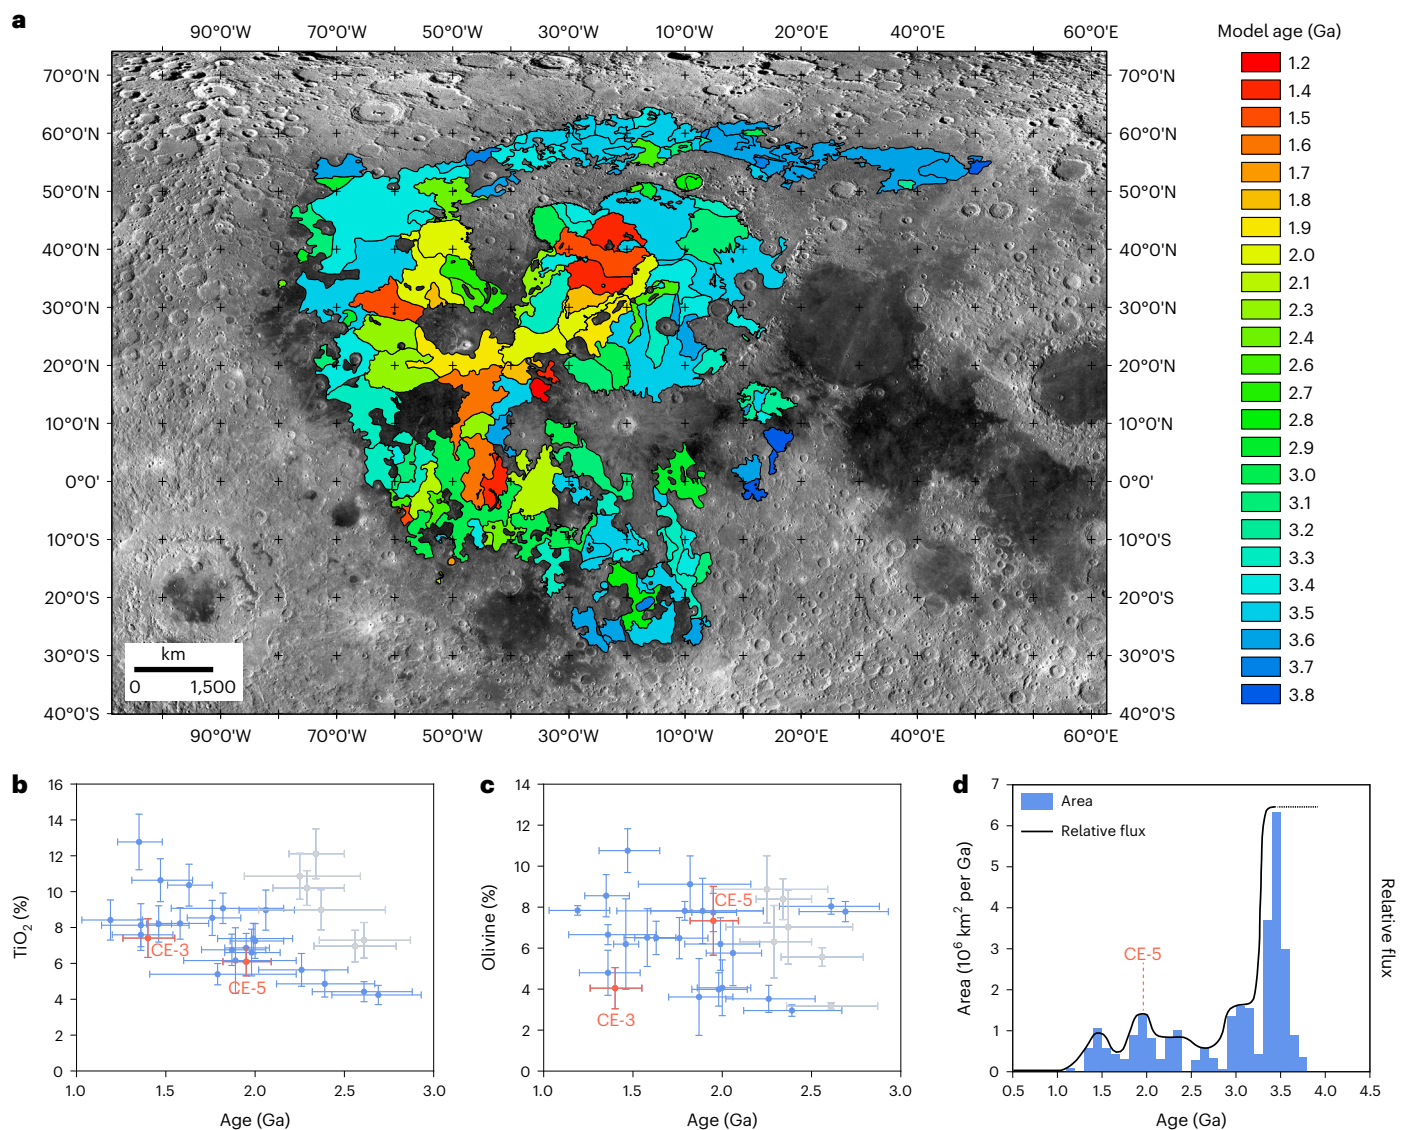 a
90°0'W 70°0'W 50°0'W 30°0'W 10°0'W 20°0'E 40°0'E 60°0'E
Model age (Ga)
70°0'N 70°0'N
60°0'N 60°0'N
50°0'N 50°0'N
40°0'N 40°0'N
30°0'N 30°0'N
20°0'N 20°0'N
10°0'N 10°0'N
0°0' 0°0'
10°0'S 10°0'S
20°0'S 20°0'S
30°0'S 30°0'S
40°0'S 40°0'S
km
0 1,500
90°0'W 70°0'W 50°0'W 30°0'W 10°0'W 20°0'E 40°0'E 60°0'E
1.2
1.4
1.5
1.6
1.7
1.8
1.9
2.0
2.1
2.3
2.4
2.6
2.7
2.8
2.9
3.0
3.1
3.2
3.3
3.4
3.5
3.6
3.7
3.8
b
TiO2 (%)
16
14
12
10
8
6
4
2
0
CE-3
CE-5
1.0 1.5 2.0 2.5 3.0
Age (Ga)
c
Olivine (%)
14
12
10
8
6
4
2
0
CE-5
CE-3
1.0 1.5 2.0 2.5 3.0
Age (Ga)
d
Area (10⁶ km² per Ga)
7
6
5
4
3
2
1
0
Area
Relative flux
CE-5
Relative flux
0.5 1.0 1.5 2.0 2.5 3.0 3.5 4.0 4.5
Age (Ga)